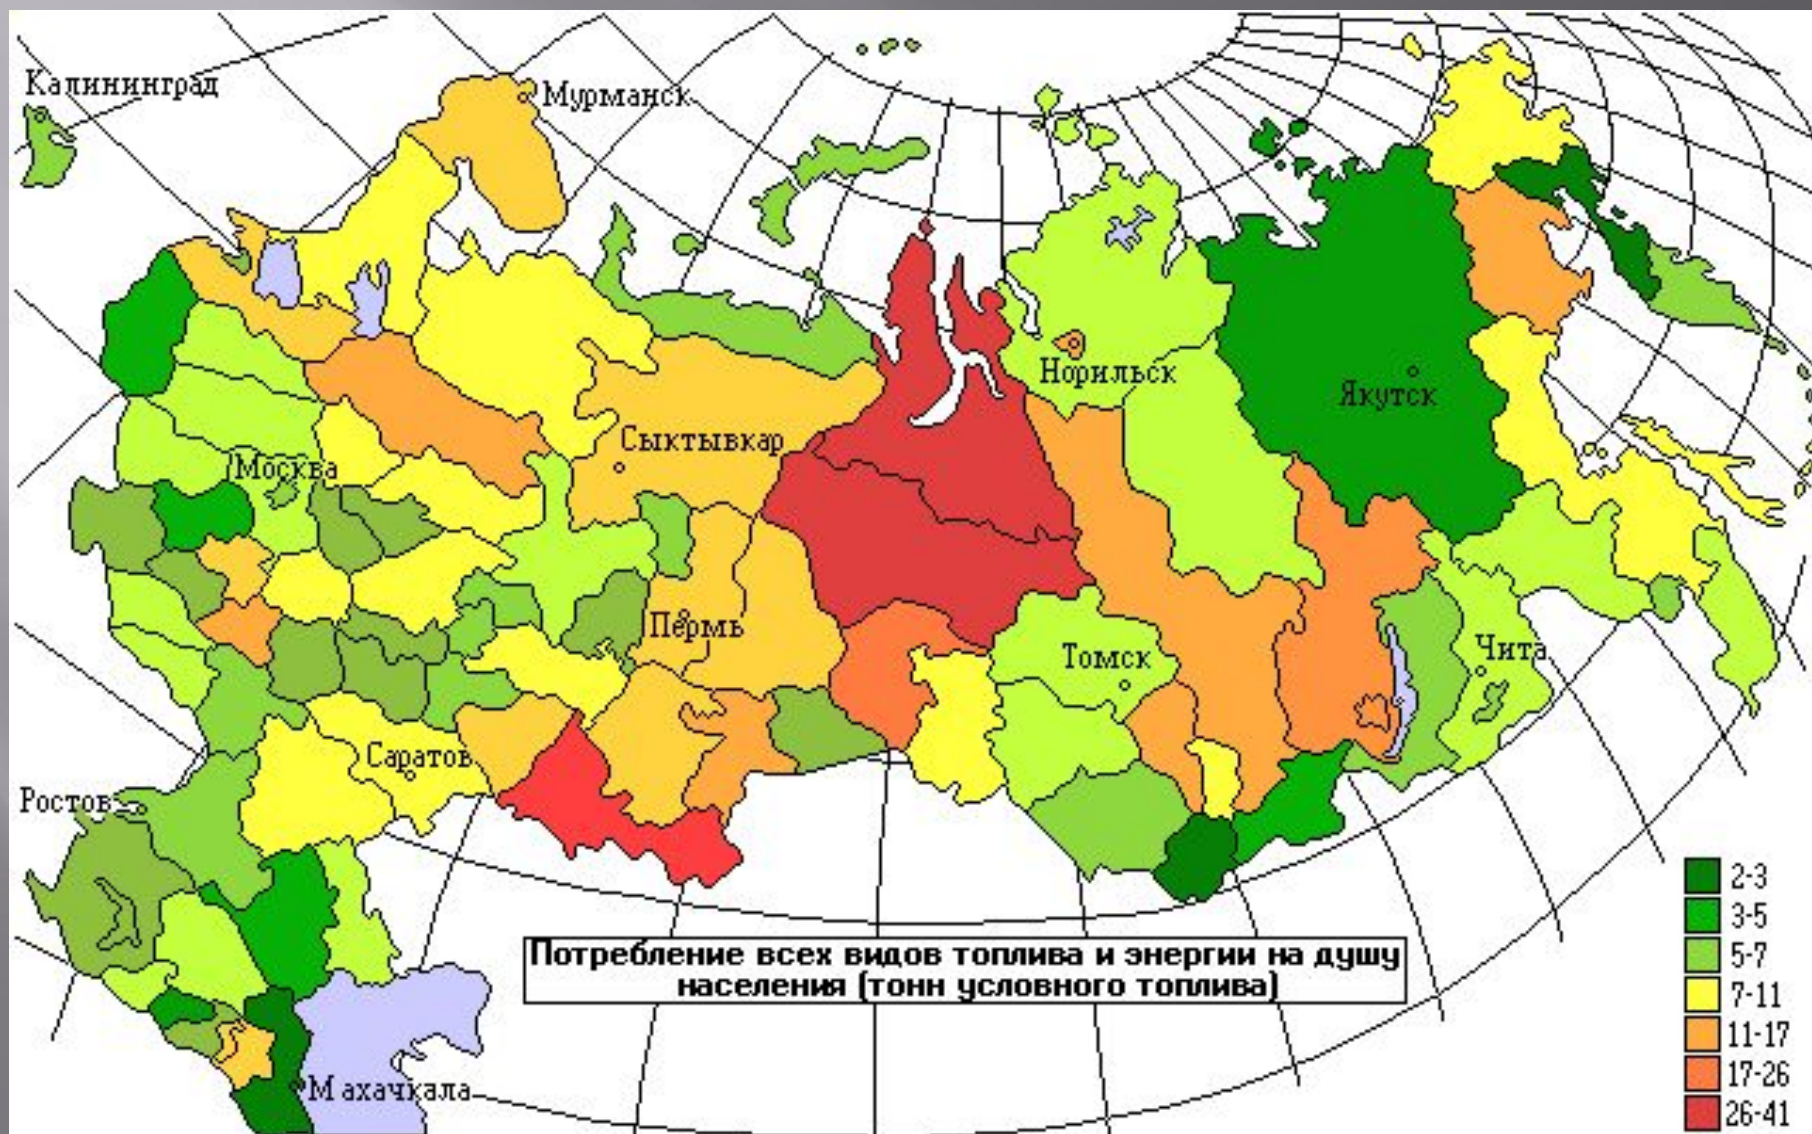 Калининград
Мурманск
Норильск
Якутск
Сыктывкар
Москва
Пермь
Томск
Чита
Саратов
Ростов
Потребление всех видов топлива и энергии на душу
населения (тонн условного топлива)
Махачкала
2-3
3-5
5-7
7-11
11-17
17-26
26-41